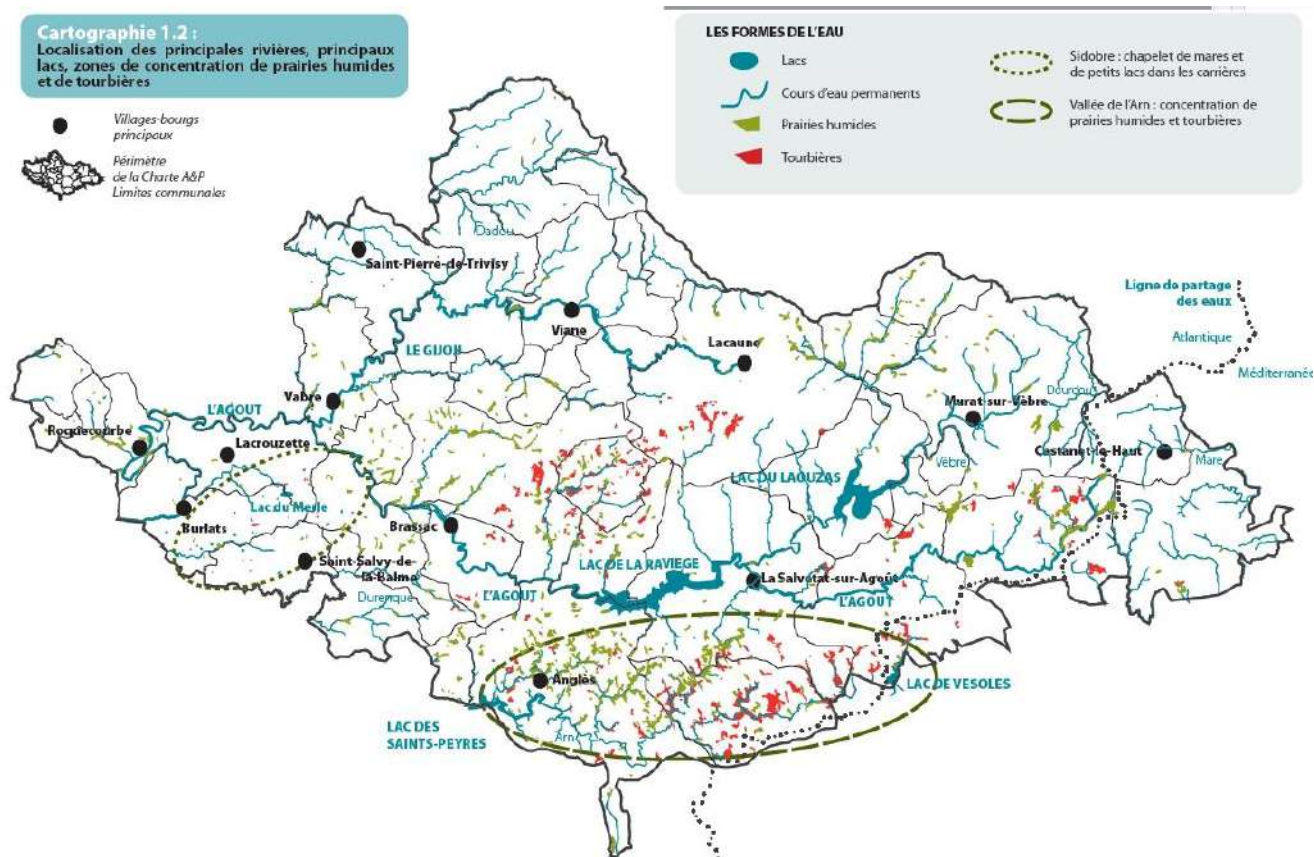 Cartographie 1.2 :
Localisation des principales rivières, principaux
lacs, zones de concentration de prairies humides
et de tourbières
Villages-bourgs
principaux
Périmètre
de la Charte A&P
Limites communales
LES FORMES DE L'EAU
Lacs
Cours d'eau permanents
Prairies humides
Tourbières
Sidobre : chapelet de mares et
de petits lacs dans les carrières
Vallée de l'Arn : concentration de
prairies humides et tourbières
Dadou
Saint-Pierre-de-Trivisy
Ligne de partage
des eaux
Atlantique
Méditerranée
Viane
Lacaune
LE GIJOU
Vabre
L'AGOUT
Dourdou
Murat-sur-Vèbre
Roquecourbe
Lacrouzette
Castanet-le-Haut
Mare
Vèbre
LAC DU LAOUZAS
Lac du Merle
Burlats
Brassac
Saint-Salvy-de-
la-Balme
LAC DE LA RAVIEGE
La Salvetat-sur-Agoût
Durenque
L'AGOUT
L'AGOUT
Anglès
LAC DE VESOLES
LAC DES
SAINTS-PEYRES
Arn